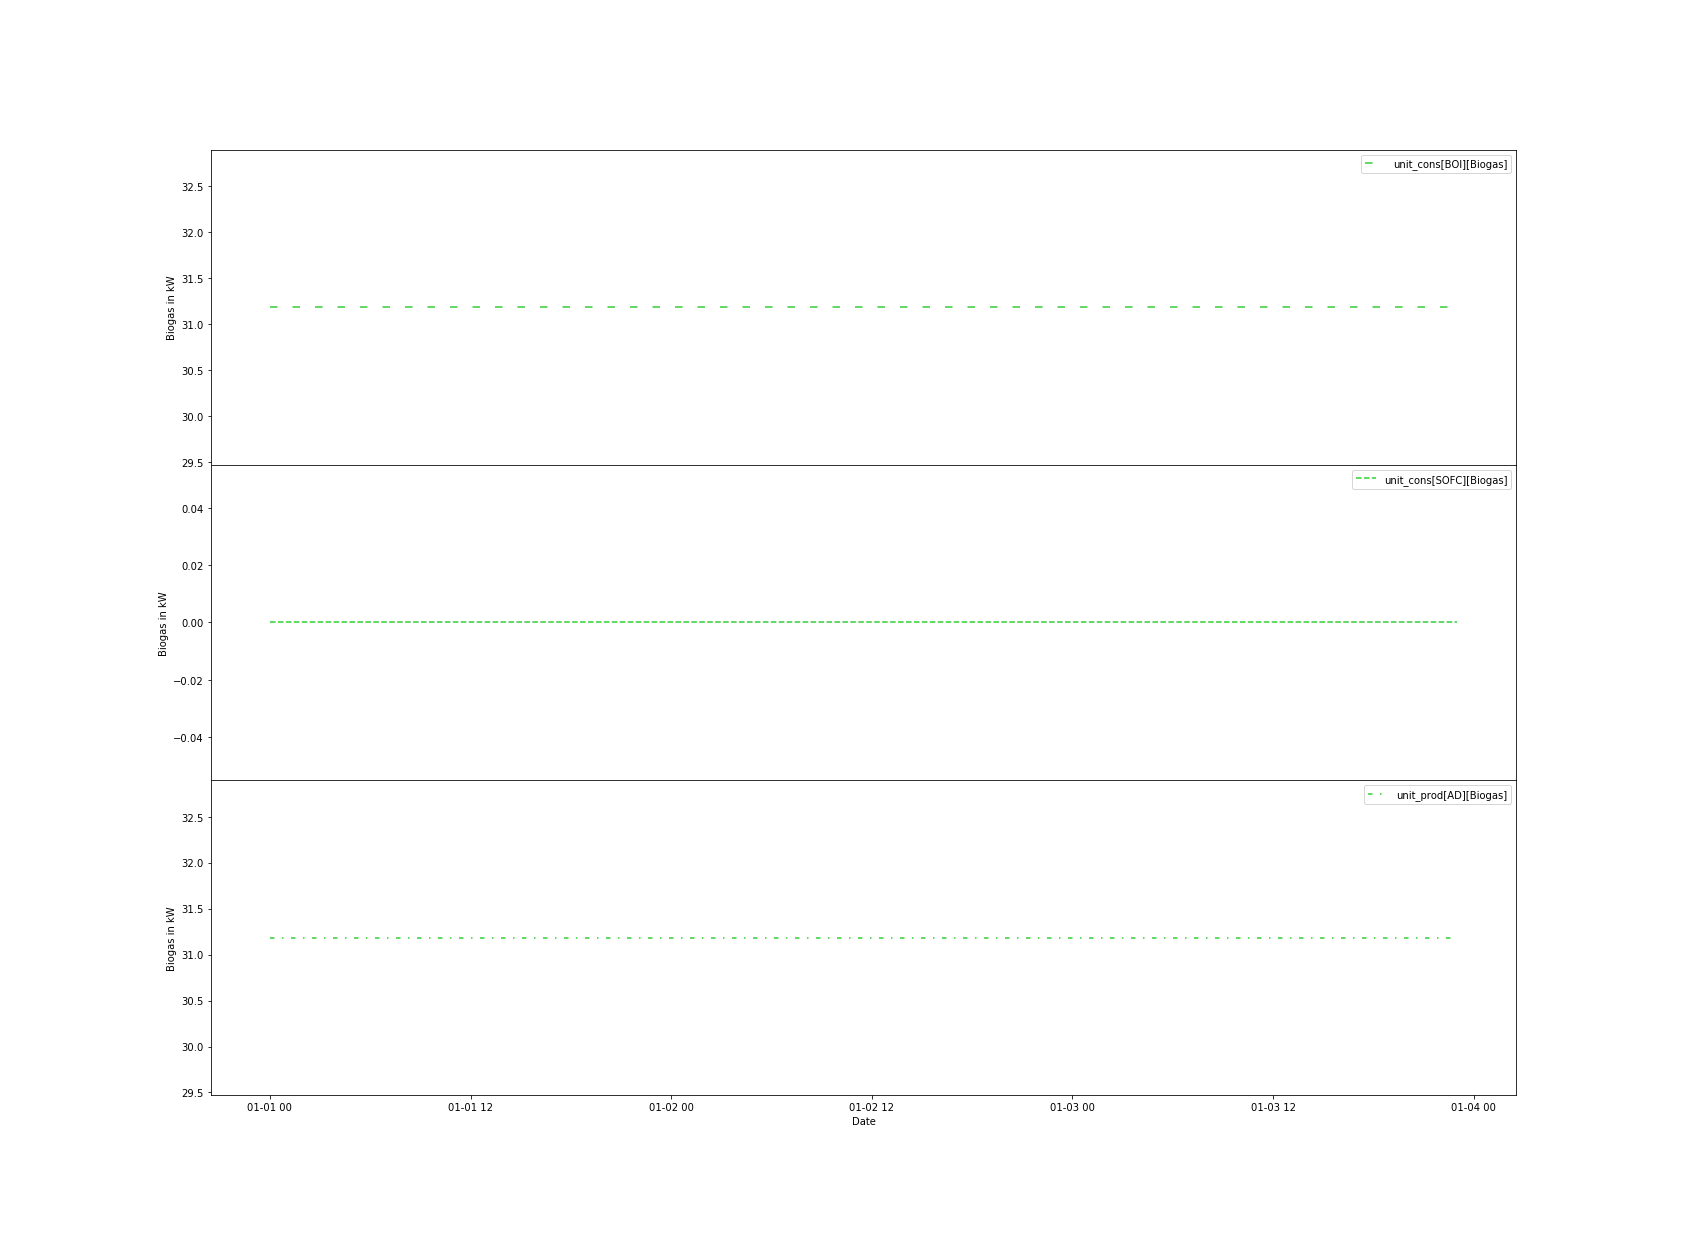 unit_cons[BOI][Biogas]
32.5
32.0
31.5
31.0
30.5
30.0
29.5
Biogas in kW
unit_cons[SOFC][Biogas]
0.04
0.02
0.00
−0.02
−0.04
Biogas in kW
unit_prod[AD][Biogas]
32.5
32.0
31.5
31.0
30.5
30.0
29.5
Biogas in kW
01-01 00 01-01 12 01-02 00 01-02 12 01-03 00 01-03 12 01-04 00
Date